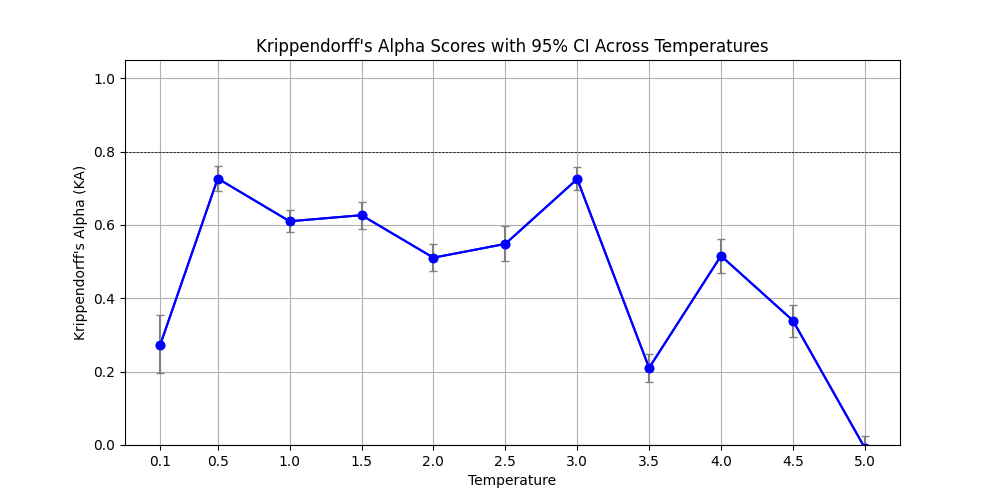 Krippendorff's Alpha Scores with 95% CI Across Temperatures
Krippendorff's Alpha (KA)
1.0
0.8
0.6
0.4
0.2
0.0
0.1 0.5 1.0 1.5 2.0 2.5 3.0 3.5 4.0 4.5 5.0
Temperature